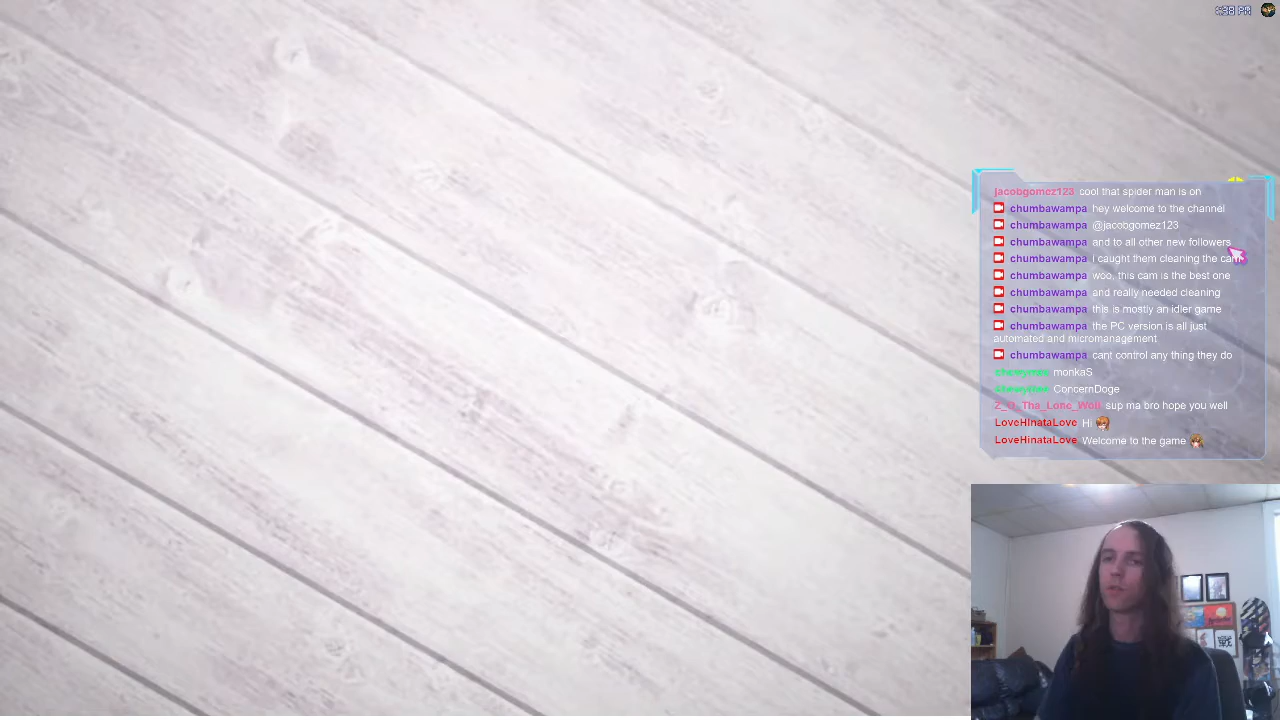 jacobgomez123 cool that spider man is on
chumbawampa hey welcome to the channel
chumbawampa @jacobgomez123
chumbawampa and to all other new followers
chumbawampa i caught them cleaning the cam
chumbawampa woo, this cam is the best one
chumbawampa and really needed cleaning
chumbawampa this is mostly an idler game
chumbawampa the PC version is all just
automated and micromanagement
chumbawampa cant control any thing they do
monkaS
ConcernDoge
sup ma bro hope you well
LoveHInataLove Hi
LoveHInataLove Welcome to the game